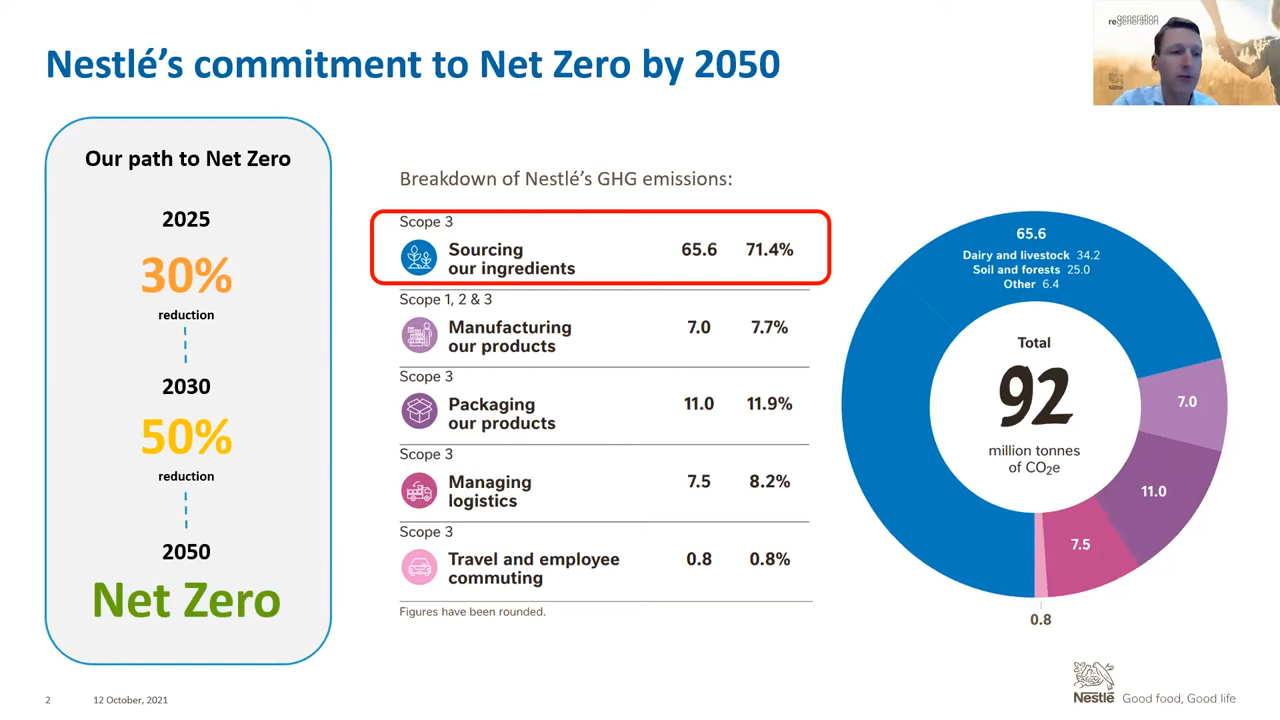 Nestlé's commitment to Net Zero by 2050
generation
regeneration
Nestlé
Our path to Net Zero
2025
30%
reduction
2030
50%
reduction
2050
Net Zero
Breakdown of Nestlé's GHG emissions:
Scope 3
Sourcing
our ingredients
65.6 71.4%
Scope 1, 2 & 3
Manufacturing
our products
7.0 7.7%
Scope 3
Packaging
our products
11.0 11.9%
Scope 3
Managing
logistics
7.5 8.2%
Scope 3
Travel and employee
commuting
0.8 0.8%
Figures have been rounded.
65.6
Dairy and livestock 34.2
Soil and forests 25.0
Other 6.4
Total
92
million tonnes
of CO2e
7.0
11.0
7.5
0.8
2 12 October, 2021
Nestlé Good food, Good life